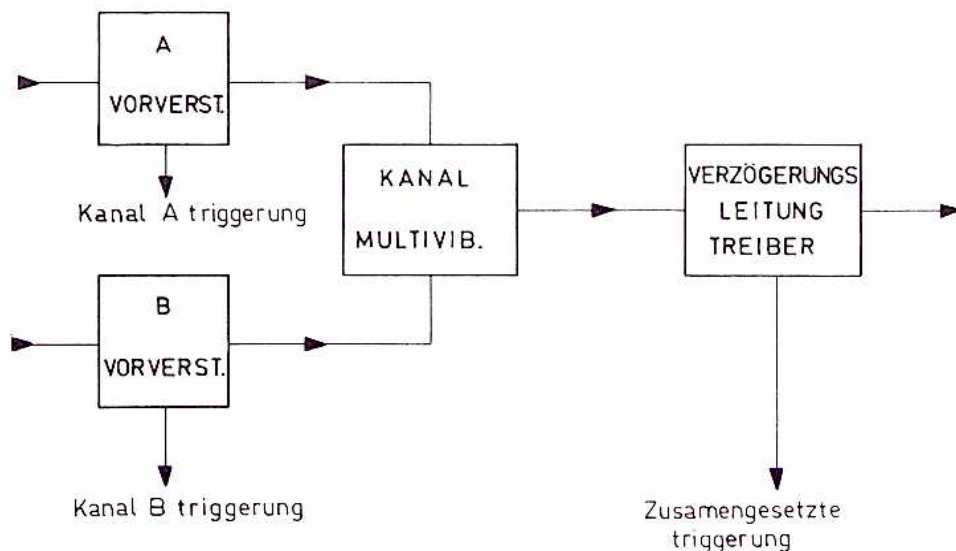 A
VORVERST.
Kanal A triggerung
KANAL
MULTIVIB.
VERZÖGERUNGS
LEITUNG
TREIBER
B
VORVERST.
Kanal B triggerung
Zusamengesetzte
triggerung